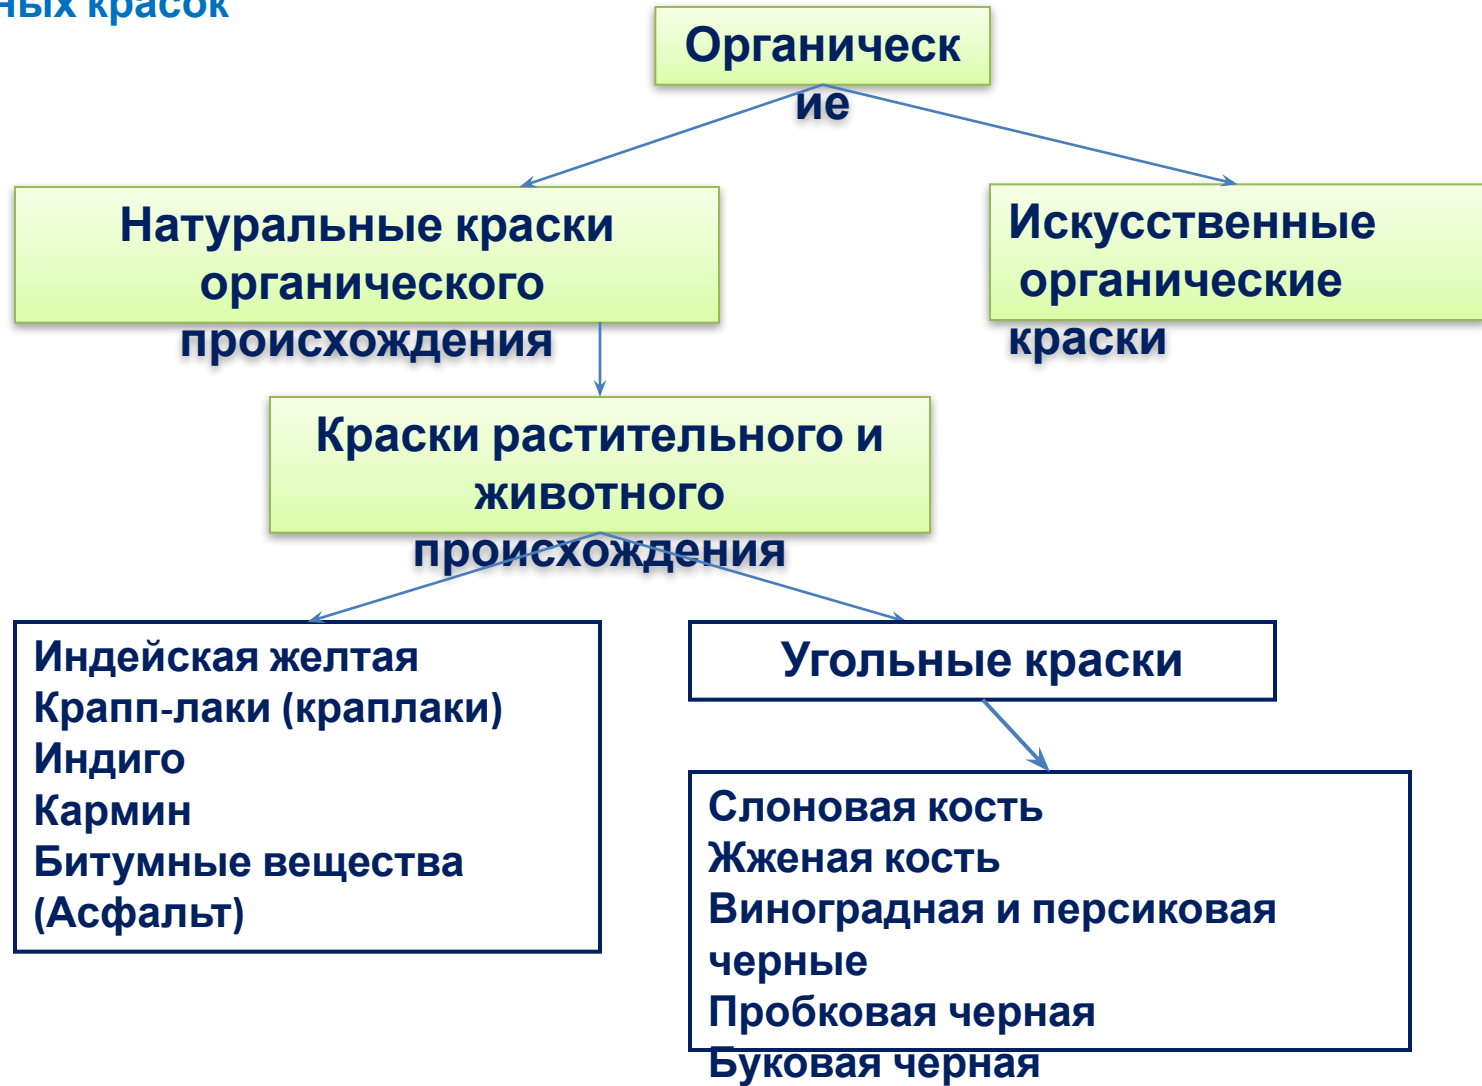 ных красок
Органическ
ие
Натуральные краски
органического
происхождения
Искусственные
органические
краски
Краски растительного и
животного
происхождения
Индейская желтая
Крапп-лаки (краплаки)
Индиго
Кармин
Битумные вещества
(Асфальт)
Угольные краски
Слоновая кость
Жженая кость
Виноградная и персиковая
черные
Пробковая черная
Буковая черная